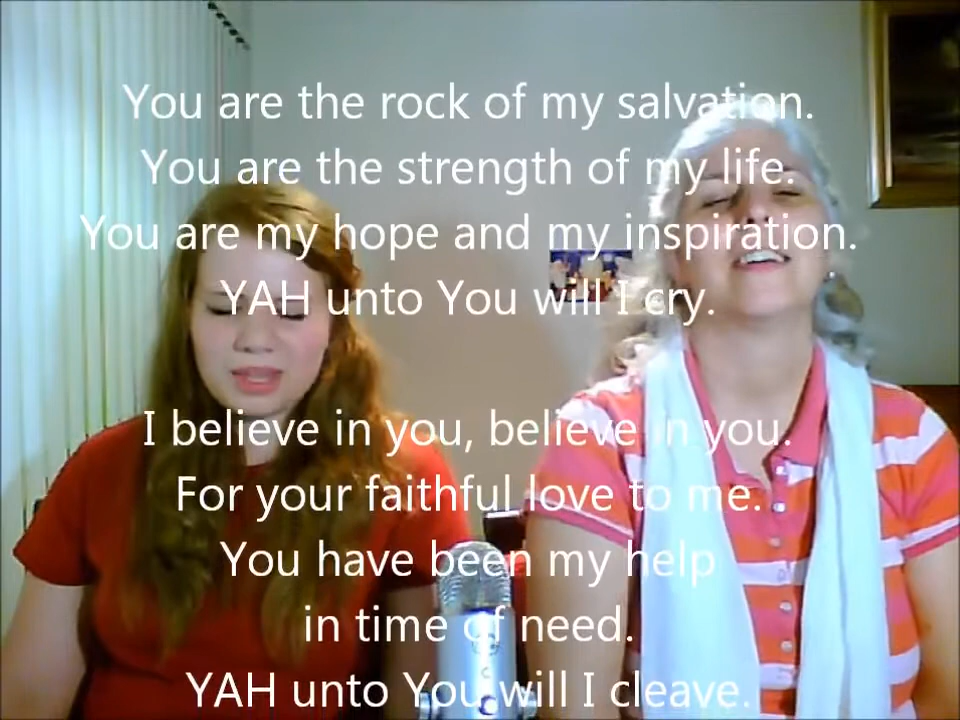 You are the rock of my salvation.
You are the strength of my life.
You are my hope and my inspiration.
YAH unto You will I cry.
I believe in you, believe in you.
For your faithful love to me.
You have been my help
in time of need.
YAH unto You will I cleave.